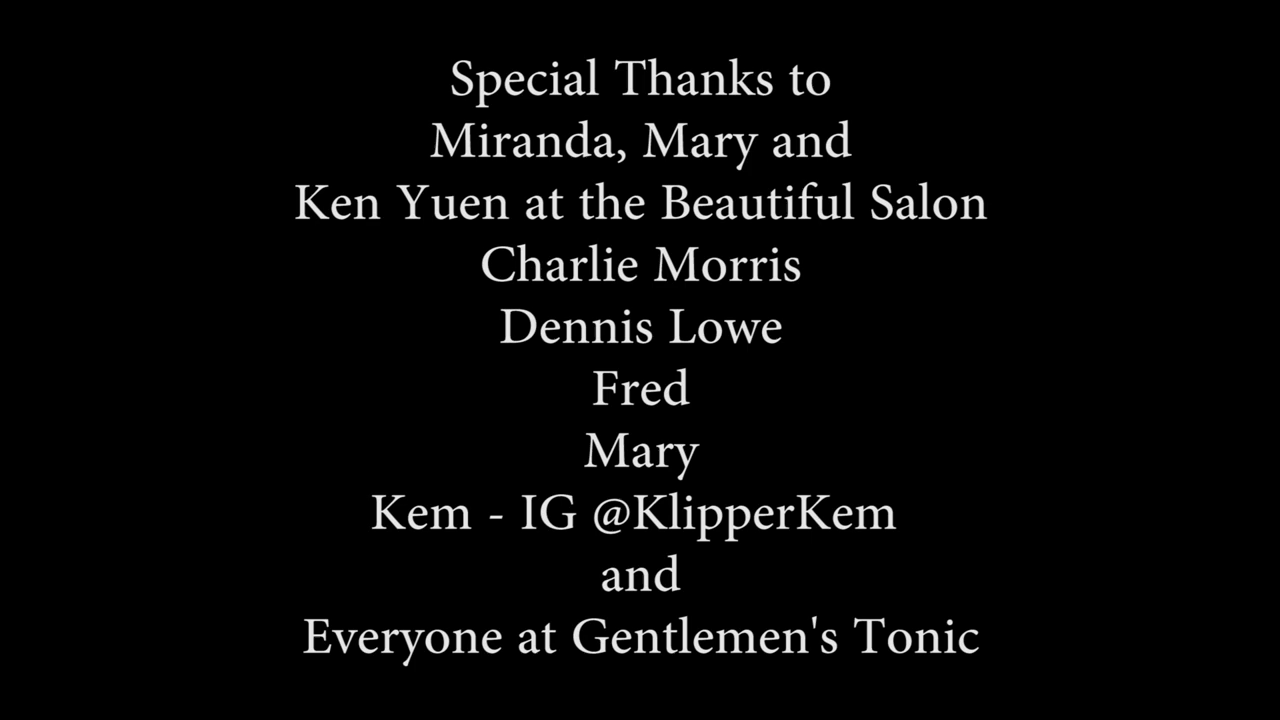 Special Thanks to
Miranda, Mary and
Ken Yuen at the Beautiful Salon
Charlie Morris
Dennis Lowe
Fred
Mary
Kem - IG @KlipperKem
and
Everyone at Gentlemen's Tonic